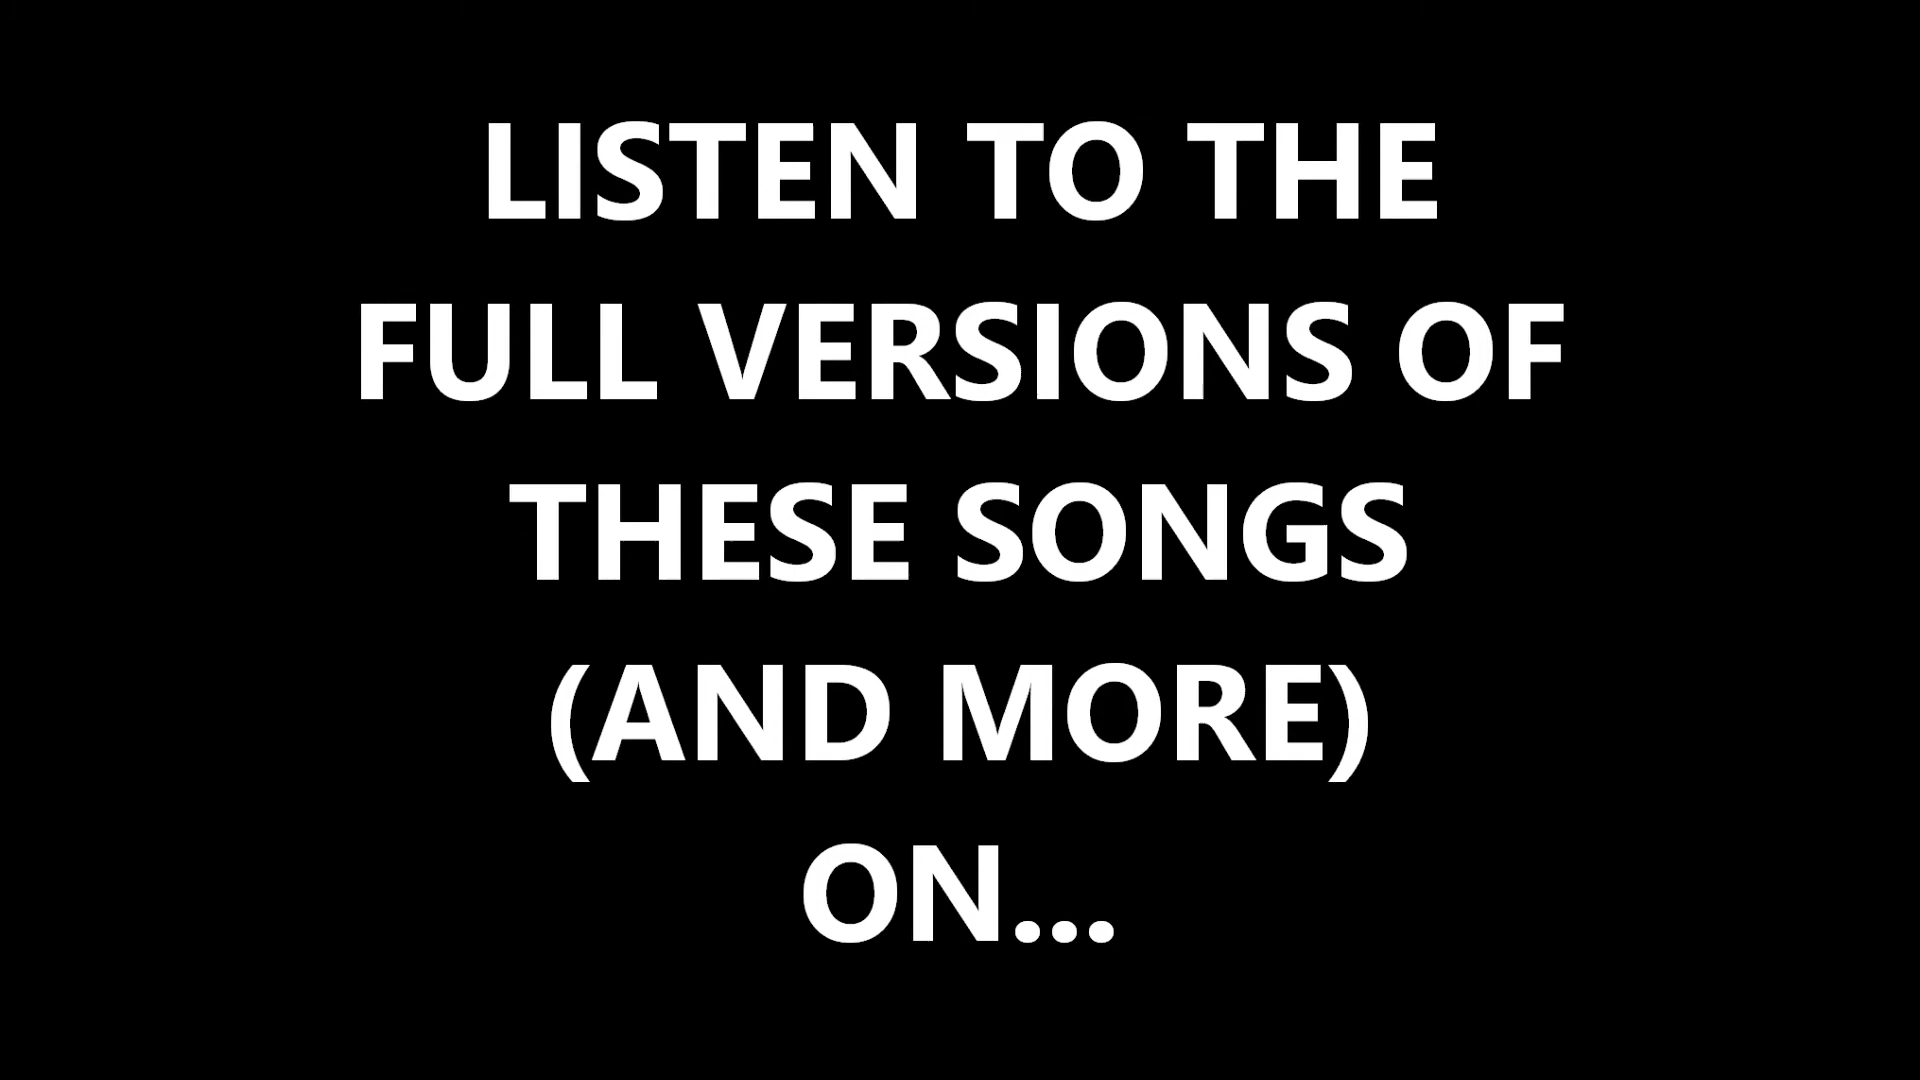 LISTEN TO THE
FULL VERSIONS OF
THESE SONGS
(AND MORE)
ON...